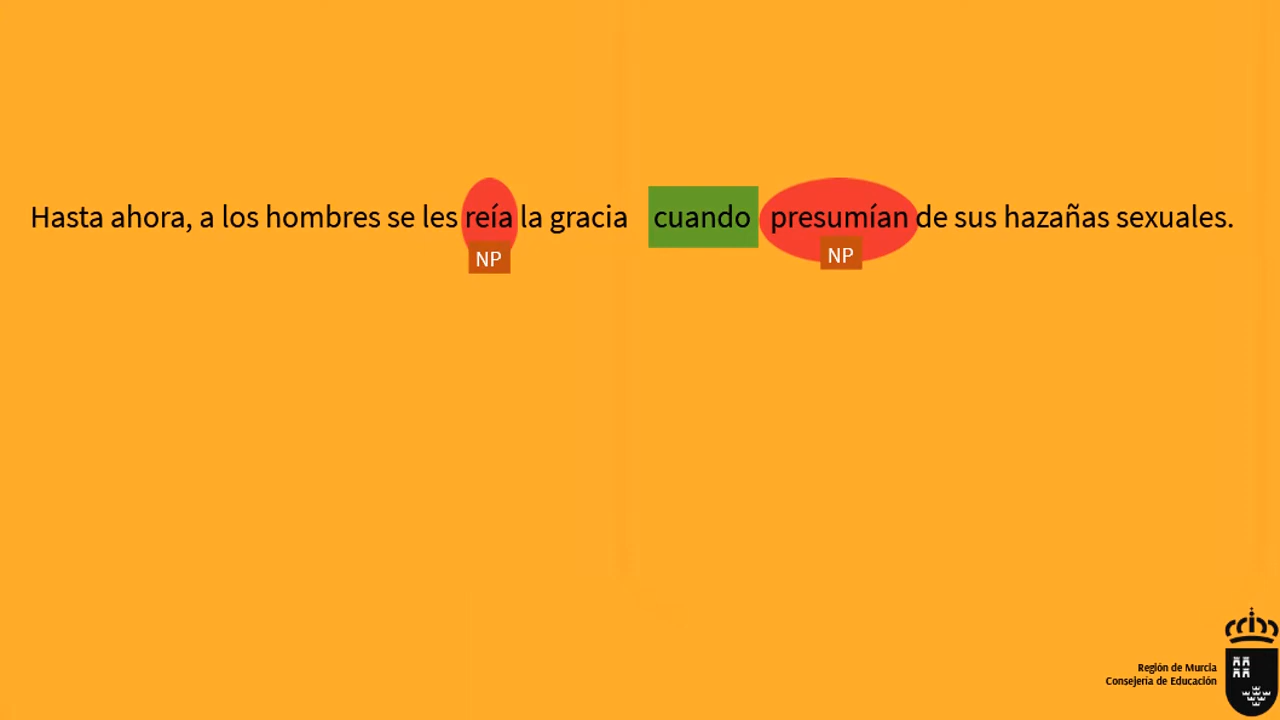 Hasta ahora, a los hombres se les reía la gracia cuando presumían de sus hazañas sexuales.
NP NP
Región de Murcia
Consejería de Educación